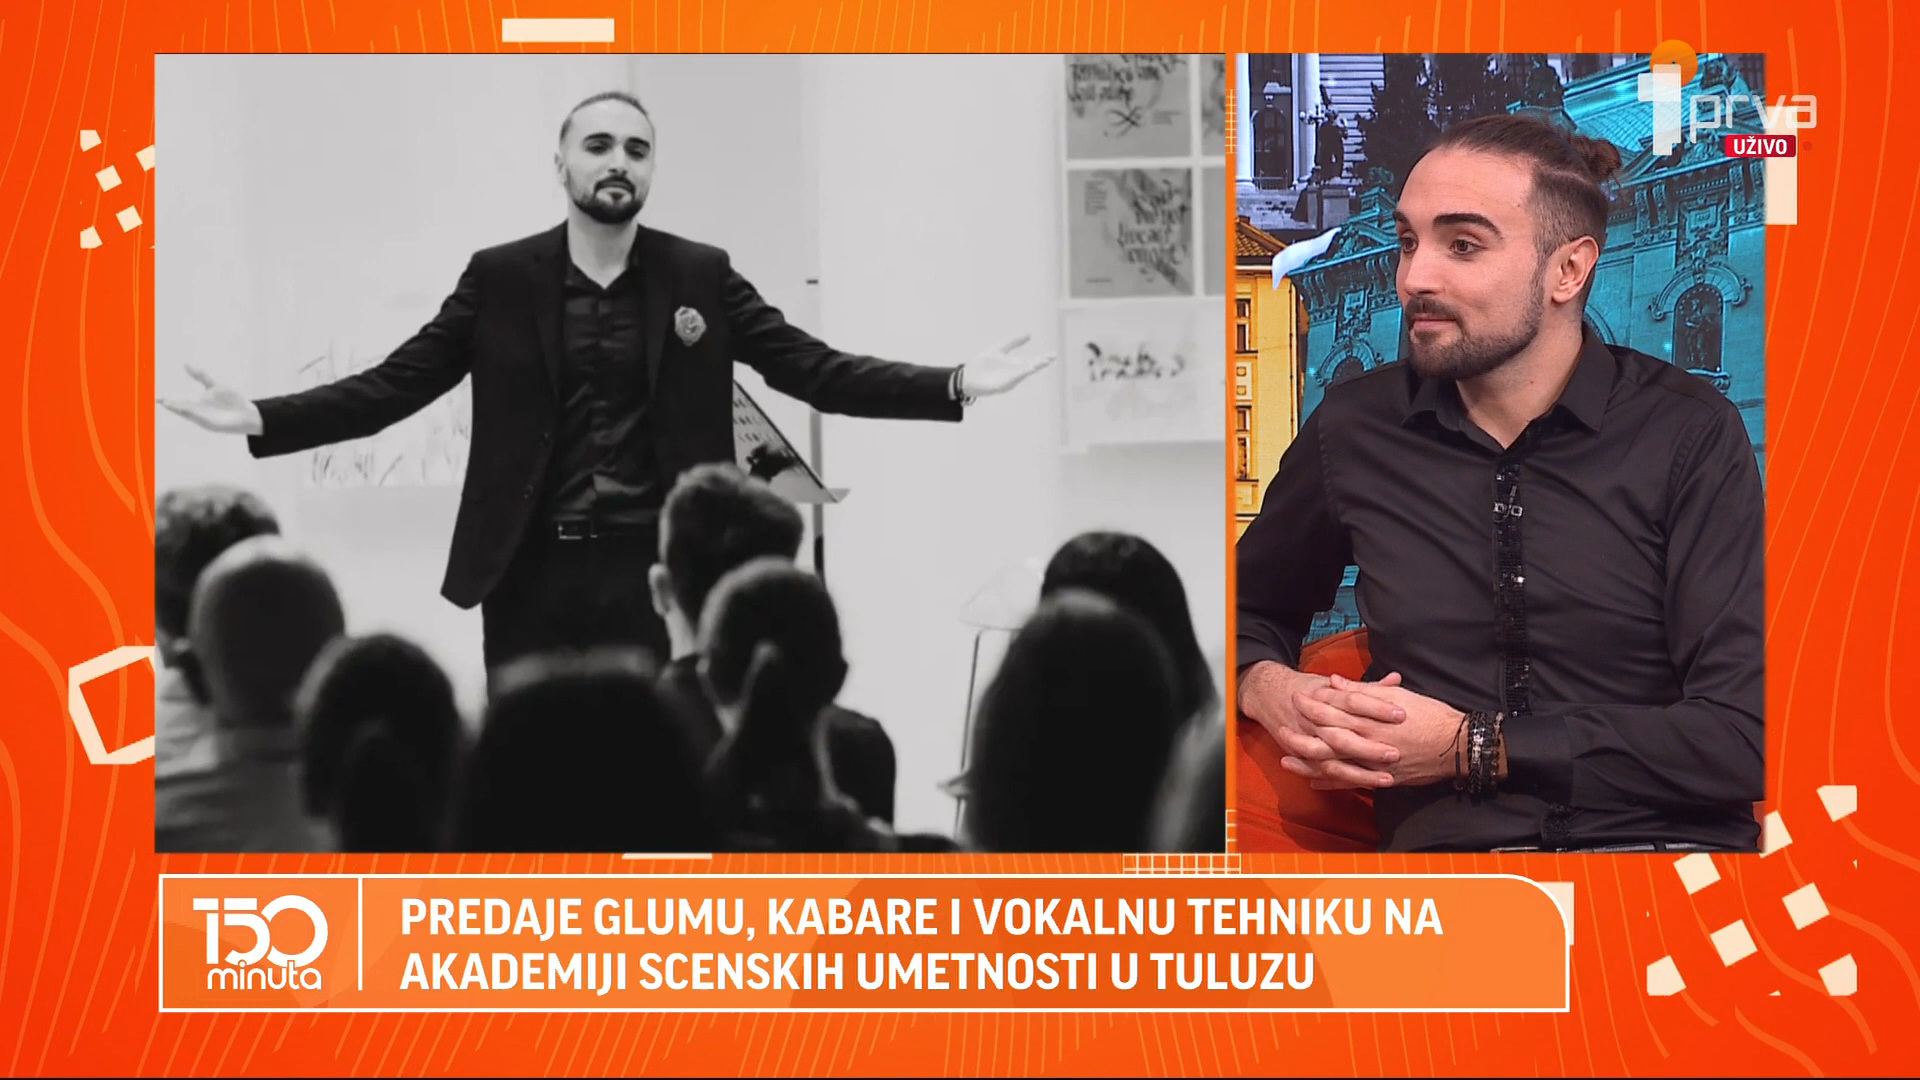 prva
UŽIVO
150
minuta
PREDAJE GLUMU, KABARE I VOKALNU TEHNIKU NA
AKADEMIJI SCENSKIH UMETNOSTI U TULUZU